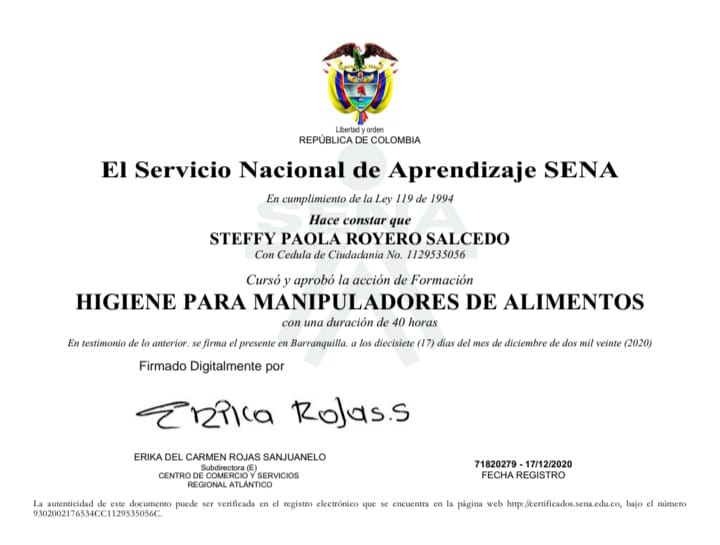 Libertad y orden
REPÚBLICA DE COLOMBIA
El Servicio Nacional de Aprendizaje SENA
En cumplimiento de la Ley 119 de 1994
SENA
Hace constar que
STEFFY PAOLA ROYERO SALCEDO
Con Cedula de Ciudadania No. 1129535056
Cursó y aprobó la acción de Formación
HIGIENE PARA MANIPULADORES DE ALIMENTOS
con una duración de 40 horas
En testimonio de lo anterior. se firma el presente en Barranquilla. a los diecisiete (17) días del mes de diciembre de dos mil veinte (2020)
Firmado Digitalmente por
Erika Rojas.S
ERIKA DEL CARMEN ROJAS SANJUANELO
Subdirectora (E)
CENTRO DE COMERCIO Y SERVICIOS
REGIONAL ATLÁNTICO
71820279 - 17/12/2020
FECHA REGISTRO
La autenticidad de este documento puede ser verificada en el registro electrónico que se encuentra en la página web http://certificados.sena.edu.co, bajo el número
9302002176534CC1129535056C.